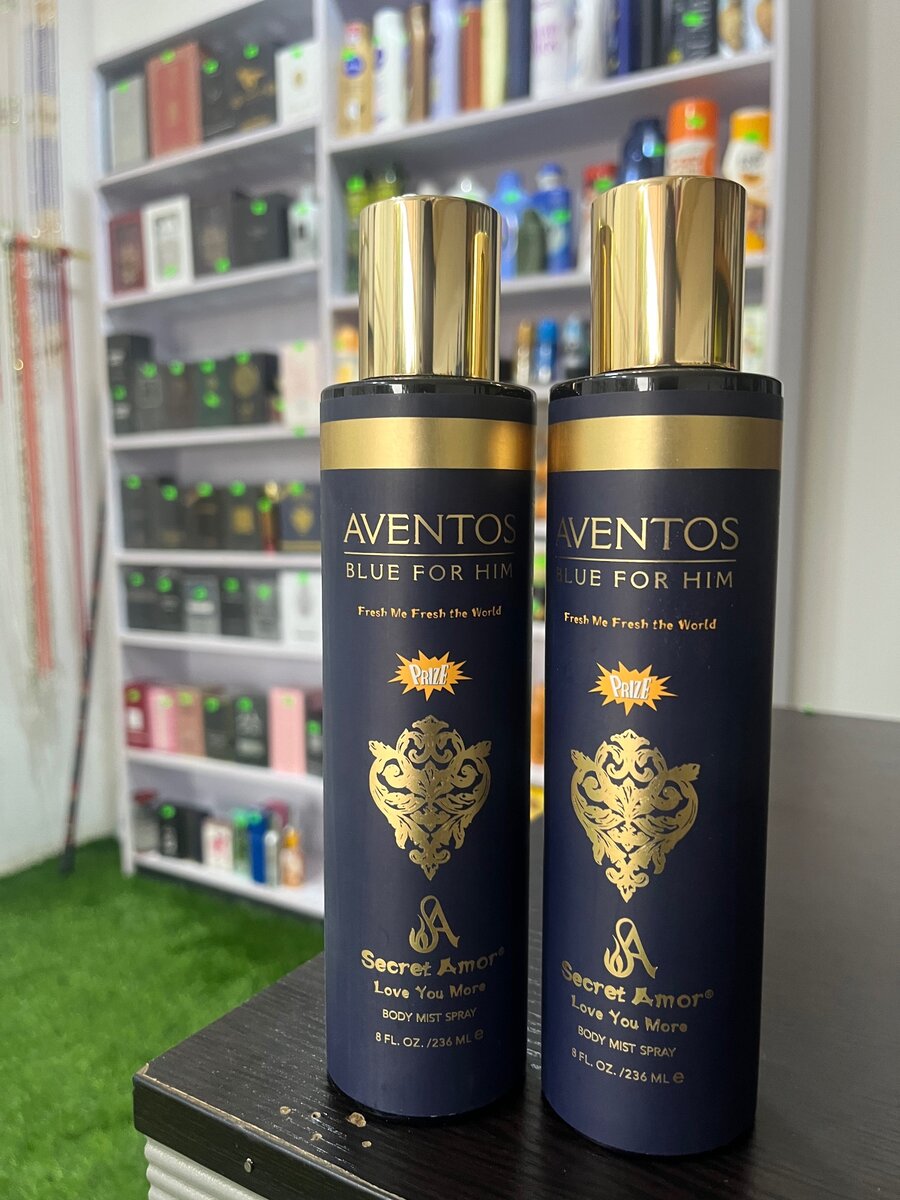 AVENTOS
BLUE FOR HIM
Fresh Me Fresh the World
PRIZE
SA
Secret Amor®
Love You More
BODY MIST SPRAY
8 FL. OZ. /236 ML ℮
AVENTOS
BLUE FOR HIM
Fresh Me Fresh the World
PRIZE
SA
Secret Amor®
Love You More
BODY MIST SPRAY
8 FL. OZ. /236 ML ℮